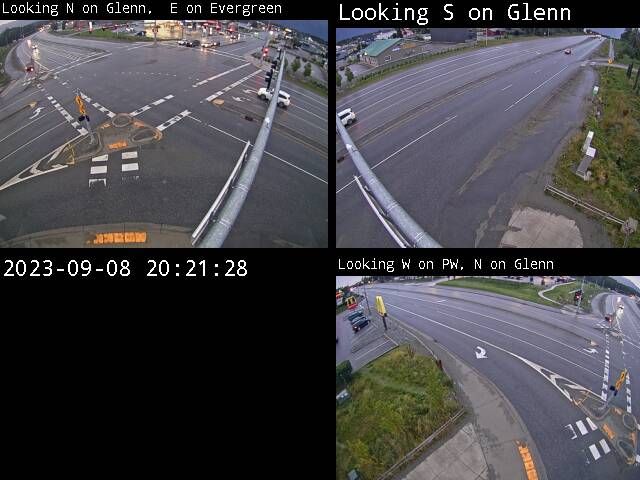 Looking N on Glenn,  E on Evergreen
Looking S on Glenn
2023-09-08 20:21:28
Looking W on PW, N on Glenn